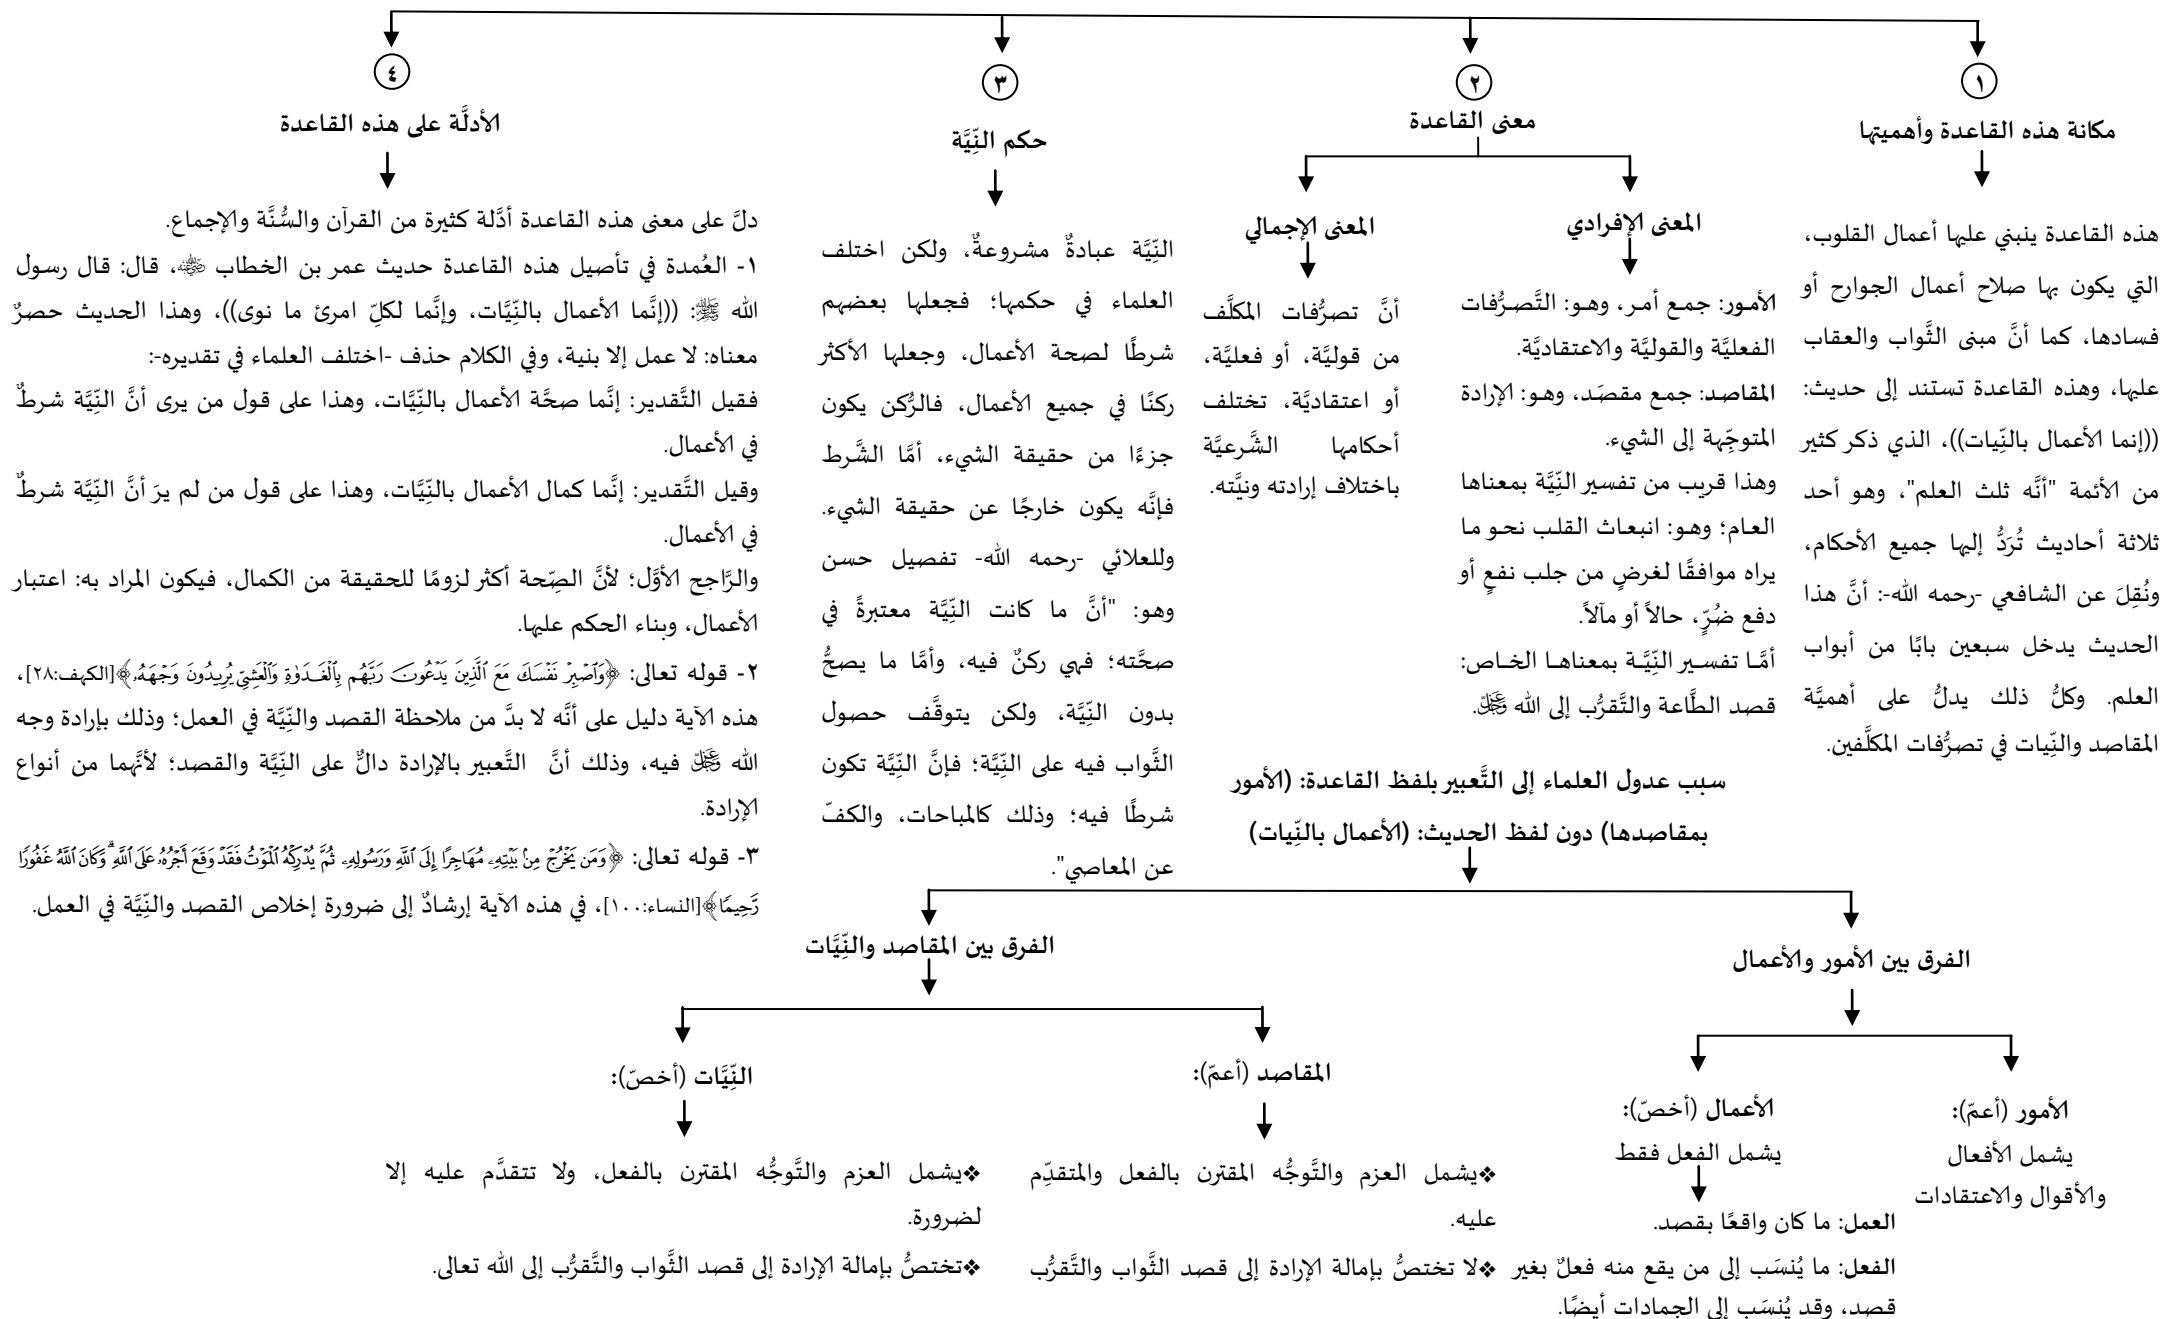 ١
مكانة هذه القاعدة وأهميتها
هذه القاعدة ينبني عليها أعمال القلوب،
التي يكون بها صلاح أعمال الجوارح أو
فسادها، كما أنَّ مبنى الثَّواب والعقاب
عليها، وهذه القاعدة تستند إلى حديث:
((إنما الأعمال بالنِّيات))، الذي ذكر كثير
من الأئمة "أنَّه ثلث العلم"، وهو أحد
ثلاثة أحاديث تُرَدُّ إليها جميع الأحكام،
ونُقِلَ عن الشافعي -رحمه الله-: أنَّ هذا
الحديث يدخل سبعين بابًا من أبواب
العلم. وكلُّ ذلك يدلُّ على أهميَّة
المقاصد والنِّيات في تصرُّفات المكلَّفين.
٢
معنى القاعدة
المعنى الإفرادي
الأمور: جمع أمر، وهو: التَّصرُّفات
الفعليَّة والقوليَّة والاعتقاديَّة.
المقاصد: جمع مقصَد، وهو: الإرادة
المتوجِّهة إلى الشيء.
وهذا قريب من تفسير النِّيَّة بمعناها
العام؛ وهو: انبعاث القلب نحو ما
يراه موافقًا لغرضٍ من جلب نفعٍ أو
دفع ضُرٍّ، حالاً أو مآلاً.
أمَّا تفسير النِّيَّة بمعناها الخاص:
قصد الطَّاعة والتَّقرُّب إلى الله عز وجل.
المعنى الإجمالي
أنَّ تصرُّفات المكلَّف
من قوليَّة، أو فعليَّة،
أو اعتقاديَّة، تختلف
أحكامها الشَّرعيَّة
باختلاف إرادته ونيَّته.
سبب عدول العلماء إلى التَّعبير بلفظ القاعدة: (الأمور
بمقاصدها) دون لفظ الحديث: (الأعمال بالنِّيات)
الفرق بين الأمور والأعمال
الأمور (أعمّ):
يشمل الأفعال
والأقوال والاعتقادات
الأعمال (أخصّ):
يشمل الفعل فقط
العمل: ما كان واقعًا بقصد.
الفعل: ما يُنسَب إلى من يقع منه فعلٌ بغير
قصد، وقد يُنسَب إلى الجمادات أيضًا.
الفرق بين المقاصد والنِّيَّات
المقاصد (أعمّ):
❖يشمل العزم والتَّوجُّه المقترن بالفعل والمتقدِّم
عليه.
❖لا تختصُّ بإمالة الإرادة إلى قصد الثَّواب والتَّقرُّب
النِّيَّات (أخصّ):
❖يشمل العزم والتَّوجُّه المقترن بالفعل، ولا تتقدَّم عليه إلا
لضرورة.
❖تختصُّ بإمالة الإرادة إلى قصد الثَّواب والتَّقرُّب إلى الله تعالى.
٣
حكم النِّيَّة
النِّيَّة عبادةٌ مشروعةٌ، ولكن اختلف
العلماء في حكمها؛ فجعلها بعضهم
شرطًا لصحة الأعمال، وجعلها الأكثر
ركنًا في جميع الأعمال، فالرُّكن يكون
جزءًا من حقيقة الشيء، أمَّا الشَّرط
فإنَّه يكون خارجًا عن حقيقة الشيء.
وللعلائي -رحمه الله- تفصيل حسن
وهو: "أنَّ ما كانت النِّيَّة معتبرةً في
صحَّته؛ فهي ركنٌ فيه، وأمَّا ما يصحُّ
بدون النِّيَّة، ولكن يتوقَّف حصول
الثَّواب فيه على النِّيَّة؛ فإنَّ النِّيَّة تكون
شرطًا فيه؛ وذلك كالمباحات، والكفّ
عن المعاصي".
٤
الأدلَّة على هذه القاعدة
دلَّ على معنى هذه القاعدة أدَّلة كثيرة من القرآن والسُّنَّة والإجماع.
١- العُمدة في تأصيل هذه القاعدة حديث عمر بن الخطاب رضي الله عنه، قال: قال رسول
الله ﷺ: ((إنَّما الأعمال بالنِّيَّات، وإنَّما لكلِّ امرئ ما نوى))، وهذا الحديث حصرٌ
معناه: لا عمل إلا بنية، وفي الكلام حذف -اختلف العلماء في تقديره-:
فقيل التَّقدير: إنَّما صحَّة الأعمال بالنِّيَّات، وهذا على قول من يرى أنَّ النِّيَّة شرطٌ
في الأعمال.
وقيل التَّقدير: إنَّما كمال الأعمال بالنِّيَّات، وهذا على قول من لم يرَ أنَّ النِّيَّة شرطٌ
في الأعمال.
والرَّاجح الأوَّل؛ لأنَّ الصِّحة أكثر لزومًا للحقيقة من الكمال، فيكون المراد به: اعتبار
الأعمال، وبناء الحكم عليها.
٢- قوله تعالى: ﴿وَٱصۡبِرۡ نَفۡسَكَ مَعَ ٱلَّذِينَ يَدۡعُونَ رَبَّهُم بِٱلۡغَدَوٰةِ وَٱلۡعَشِيِّ يُرِيدُونَ وَجۡهَهُۥ﴾[الكهف:٢٨]،
هذه الآية دليل على أنَّه لا بدَّ من ملاحظة القصد والنِّيَّة في العمل؛ وذلك بإرادة وجه
الله عز وجل فيه، وذلك أنَّ التَّعبير بالإرادة دالٌّ على النِّيَّة والقصد؛ لأنَّهما من أنواع
الإرادة.
٣- قوله تعالى: ﴿وَمَن يَخۡرُجۡ مِنۢ بَيۡتِهِۦ مُهَاجِرًا إِلَى ٱللَّهِ وَرَسُولِهِۦ ثُمَّ يُدۡرِكۡهُ ٱلۡمَوۡتُ فَقَدۡ وَقَعَ أَجۡرُهُۥ عَلَى ٱللَّهِۗ وَكَانَ ٱللَّهُ غَفُورٗا
رَّحِيمٗا﴾[النساء:١٠٠]، في هذه الآية إرشادٌ إلى ضرورة إخلاص القصد والنِّيَّة في العمل.